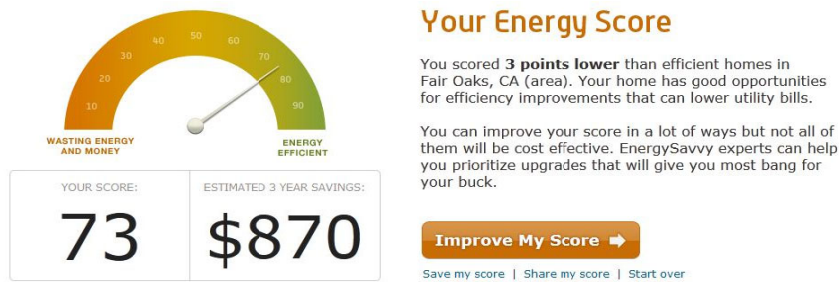 10
20
30
40
50
60
70
80
90
WASTING ENERGY
AND MONEY
ENERGY
EFFICIENT
YOUR SCORE:
73
ESTIMATED 3 YEAR SAVINGS:
$870
Your Energy Score
You scored 3 points lower than efficient homes in
Fair Oaks, CA (area). Your home has good opportunities
for efficiency improvements that can lower utility bills.
You can improve your score in a lot of ways but not all of
them will be cost effective. EnergySavvy experts can help
you prioritize upgrades that will give you most bang for
your buck.
Improve My Score
Save my score | Share my score | Start over